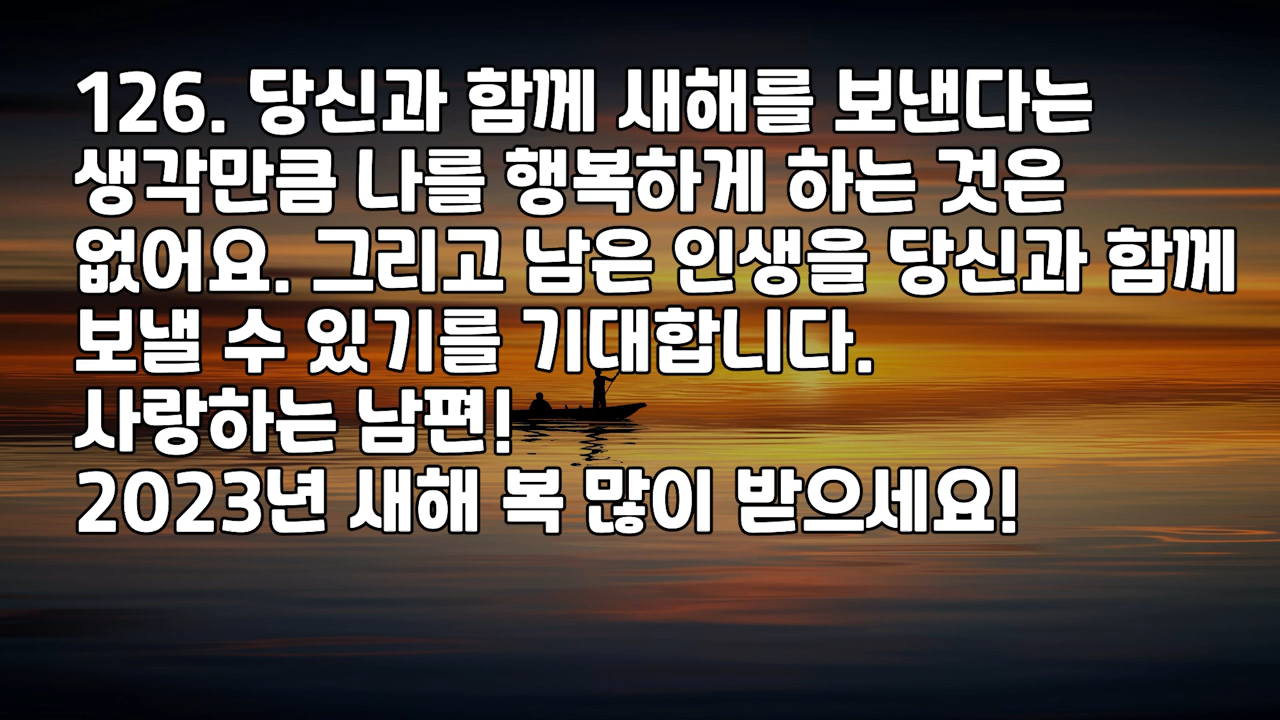 126. 당신과 함께 새해를 보낸다는
생각만큼 나를 행복하게 하는 것은
없어요. 그리고 남은 인생을 당신과 함께
보낼 수 있기를 기대합니다.
사랑하는 남편!
2023년 새해 복 많이 받으세요!